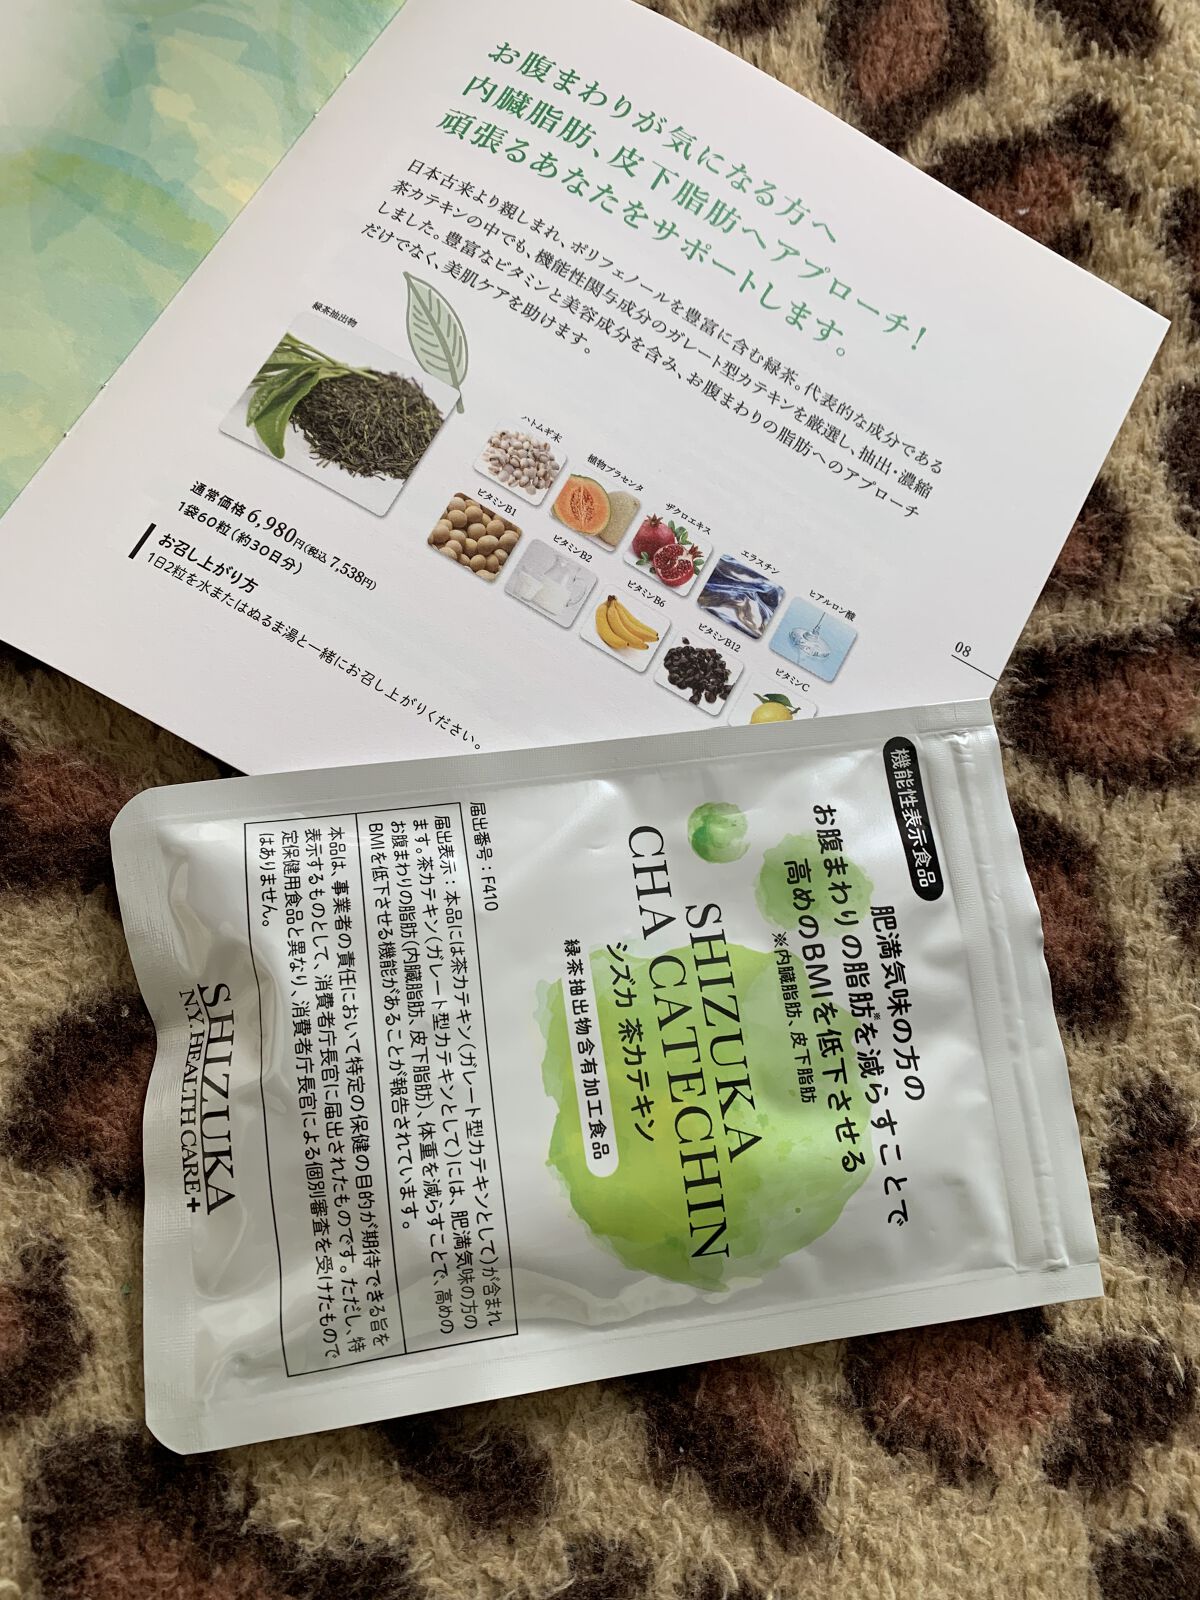 お腹まわりが気になる方へ
内臓脂肪、皮下脂肪へアプローチ！
頑張るあなたをサポートします。
日本古来より親しまれ、ポリフェノールを豊富に含む緑茶。代表的な成分である
茶カテキンの中でも、機能性関与成分のガレート型カテキンを厳選し、抽出・濃縮
しました。豊富なビタミンと美容成分を含み、お腹まわりの脂肪へのアプローチ
だけでなく、美肌ケアを助けます。
緑茶抽出物
ハトムギ末
植物プラセンタ
ザクロエキス
エラスチン
ヒアルロン酸
ビタミンB1
ビタミンB2
ビタミンB6
ビタミンB12
ビタミンC
通常価格6,980円(税込7,538円)
1袋60粒(約30日分)
お召し上がり方
1日2粒を水またはぬるま湯と一緒にお召し上がりください。
08
機能性表示食品
肥満気味の方の
お腹まわりの脂肪※を減らすことで
高めのBMIを低下させる
※内臓脂肪、皮下脂肪
SHIZUKA
CHA CATECHIN
シズカ 茶カテキン
緑茶抽出物含有加工食品
届出番号：F410
届出表示：本品には茶カテキン(ガレート型カテキンとして)が含まれ
ます。茶カテキン(ガレート型カテキンとして)には、肥満気味の方の
お腹まわりの脂肪(内臓脂肪、皮下脂肪)、体重を減らすことで、高めの
BMIを低下させる機能があることが報告されています。
本品は、事業者の責任において特定の保健の目的が期待できる旨を
表示するものとして、消費者庁長官に届出されたものです。ただし、特
定保健用食品と異なり、消費者庁長官による個別審査を受けたもので
はありません。
SHIZUKA
N.Y. HEALTH CARE+